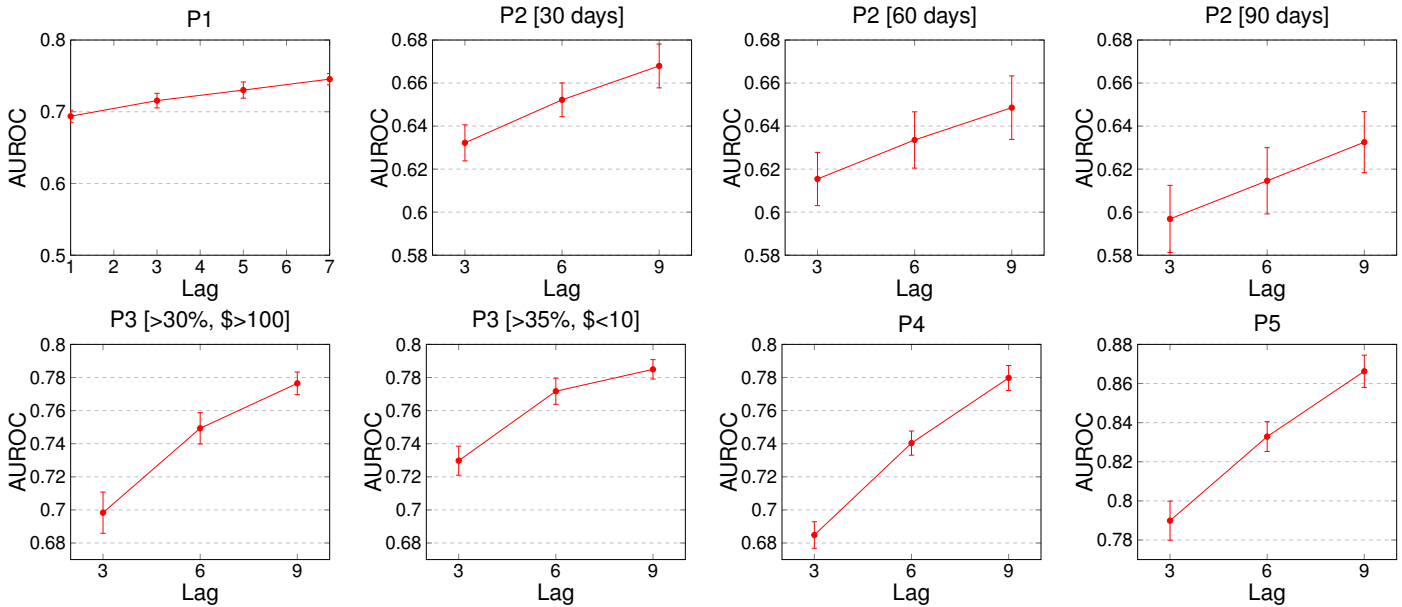 P1
AUROC
0.8
0.7
0.6
0.5
1 2 3 4 5 6 7
Lag
P2 [30 days]
AUROC
0.68
0.66
0.64
0.62
0.6
0.58
3 6 9
Lag
P2 [60 days]
AUROC
0.68
0.66
0.64
0.62
0.6
0.58
3 6 9
Lag
P2 [90 days]
AUROC
0.68
0.66
0.64
0.62
0.6
0.58
3 6 9
Lag
P3 [>30%, $>100]
AUROC
0.8
0.78
0.76
0.74
0.72
0.7
0.68
3 6 9
Lag
P3 [>35%, $<10]
AUROC
0.8
0.78
0.76
0.74
0.72
0.7
0.68
3 6 9
Lag
P4
AUROC
0.8
0.78
0.76
0.74
0.72
0.7
0.68
3 6 9
Lag
P5
AUROC
0.88
0.86
0.84
0.82
0.8
0.78
3 6 9
Lag